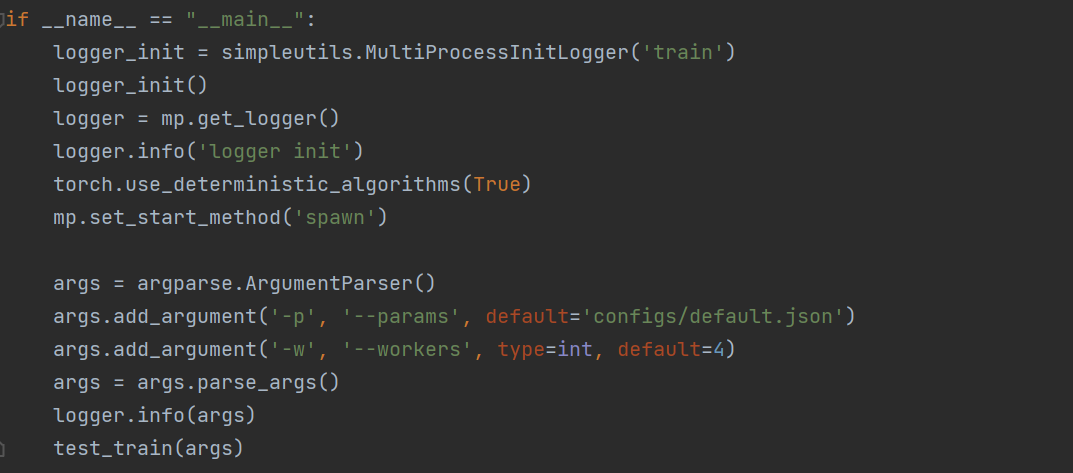 if __name__ == "__main__":
    logger_init = simpleutils.MultiProcessInitLogger('train')
    logger_init()
    logger = mp.get_logger()
    logger.info('logger init')
    torch.use_deterministic_algorithms(True)
    mp.set_start_method('spawn')

    args = argparse.ArgumentParser()
    args.add_argument('-p', '--params', default='configs/default.json')
    args.add_argument('-w', '--workers', type=int, default=4)
    args = args.parse_args()
    logger.info(args)
    test_train(args)